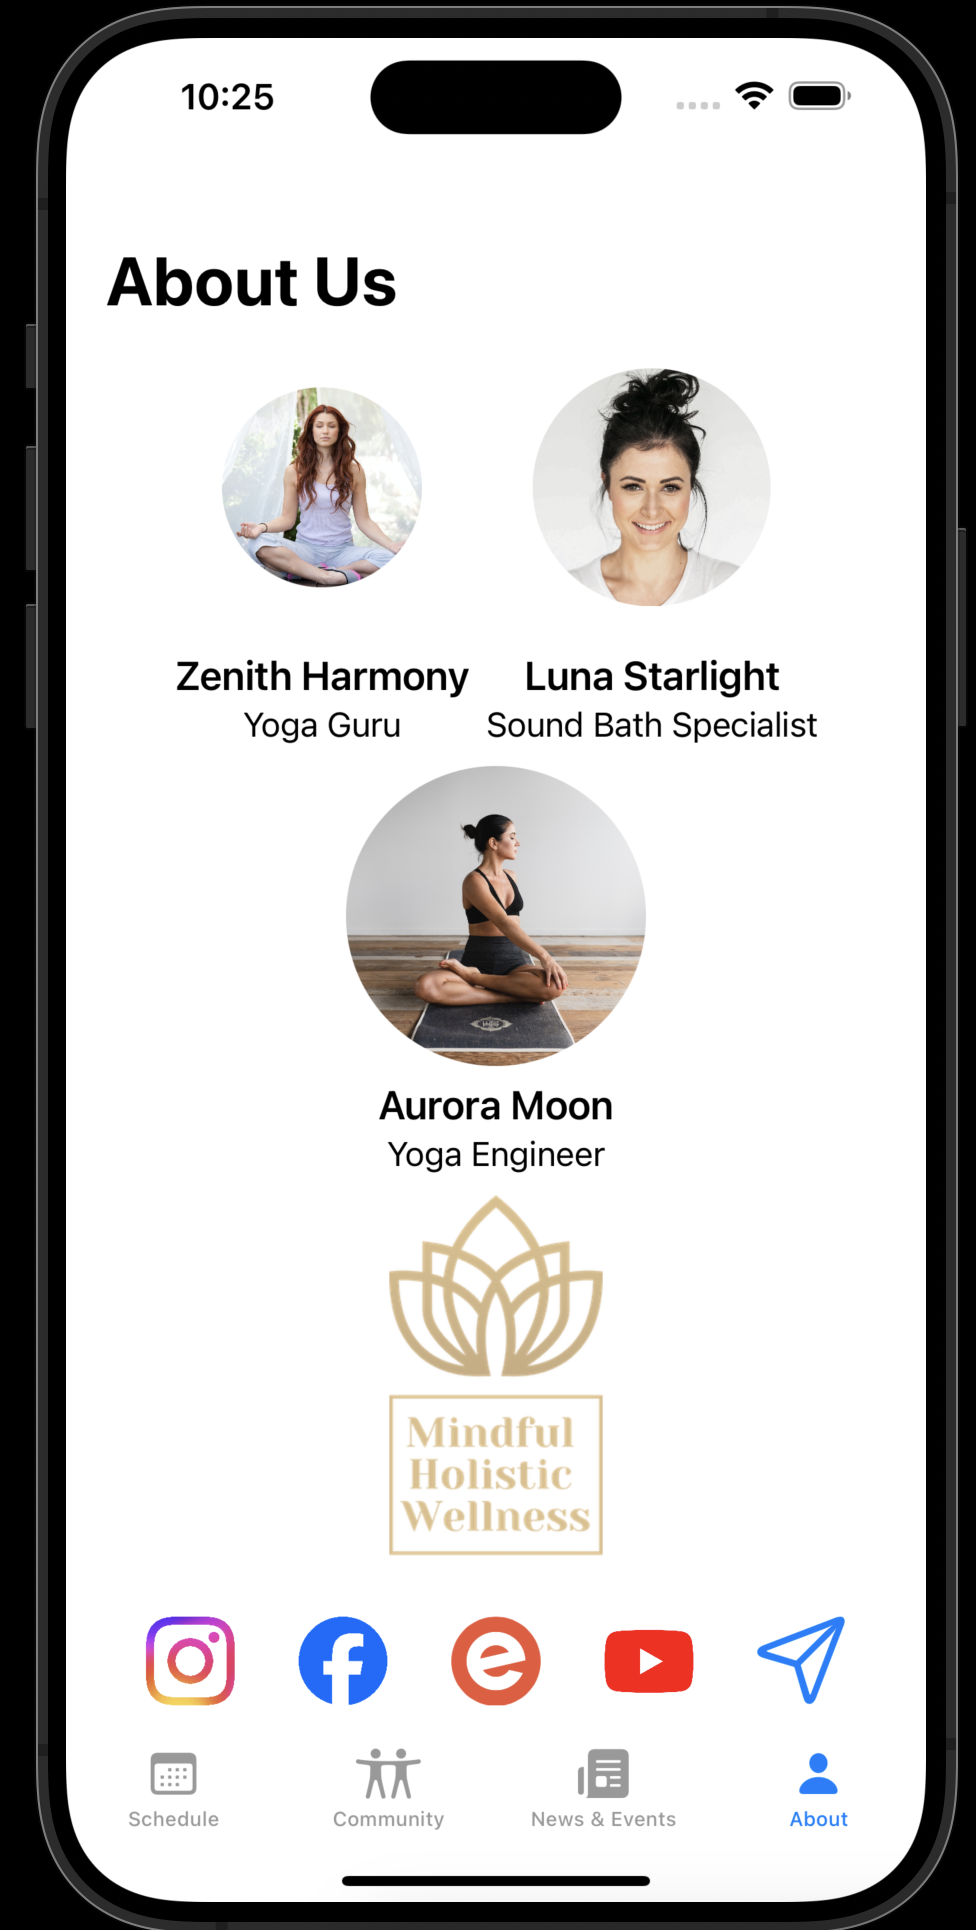 10:25
About Us
Zenith Harmony
Yoga Guru
Luna Starlight
Sound Bath Specialist
Aurora Moon
Yoga Engineer
Mindful
Holistic
Wellness
Schedule
Community
News & Events
About